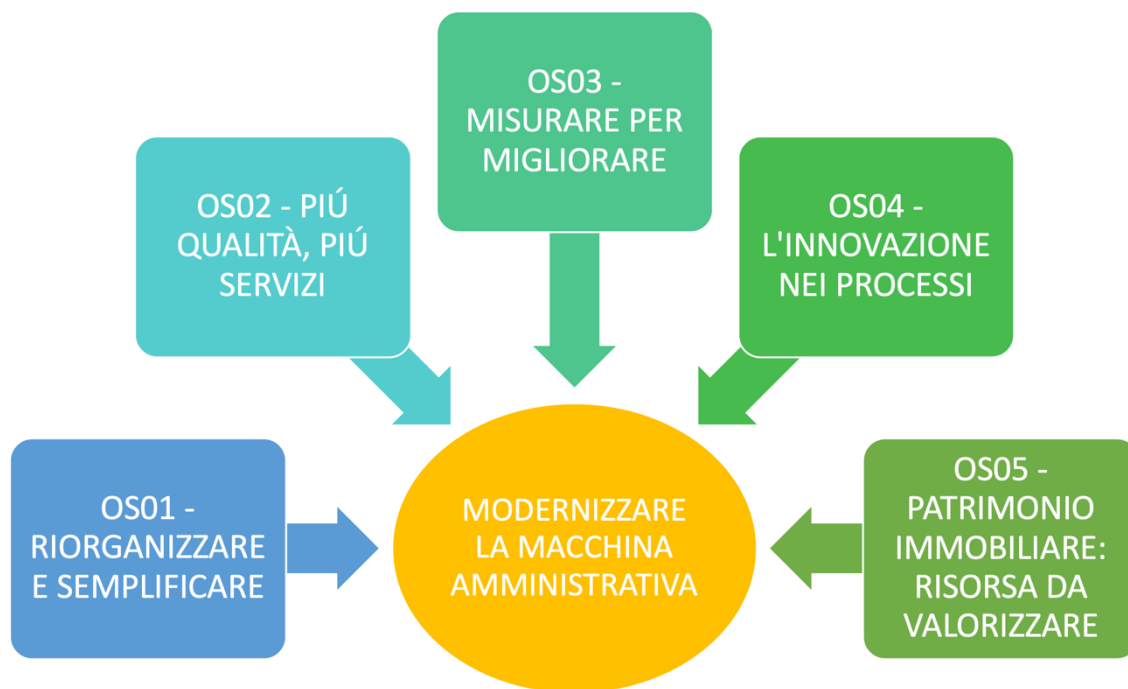 OS01 -
RIORGANIZZARE
E SEMPLIFICARE
OS02 - PIÚ
QUALITÀ, PIÚ
SERVIZI
OS03 -
MISURARE PER
MIGLIORARE
OS04 -
L'INNOVAZIONE
NEI PROCESSI
OS05 -
PATRIMONIO
IMMOBILIARE:
RISORSA DA
VALORIZZARE
MODERNIZZARE
LA MACCHINA
AMMINISTRATIVA